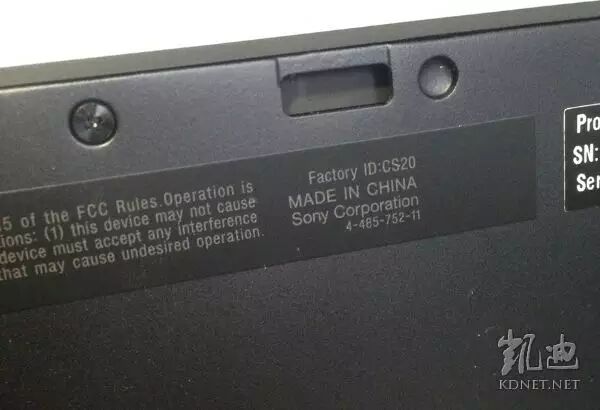 5 of the FCC Rules. Operation is
tions: (1) this device may not cause
device must accept any interference
that may cause undesired operation.
Factory ID:CS20
MADE IN CHINA
Sony Corporation
4-485-752-11
Pro
SN:
Ser
凯迪
KDNET.NET